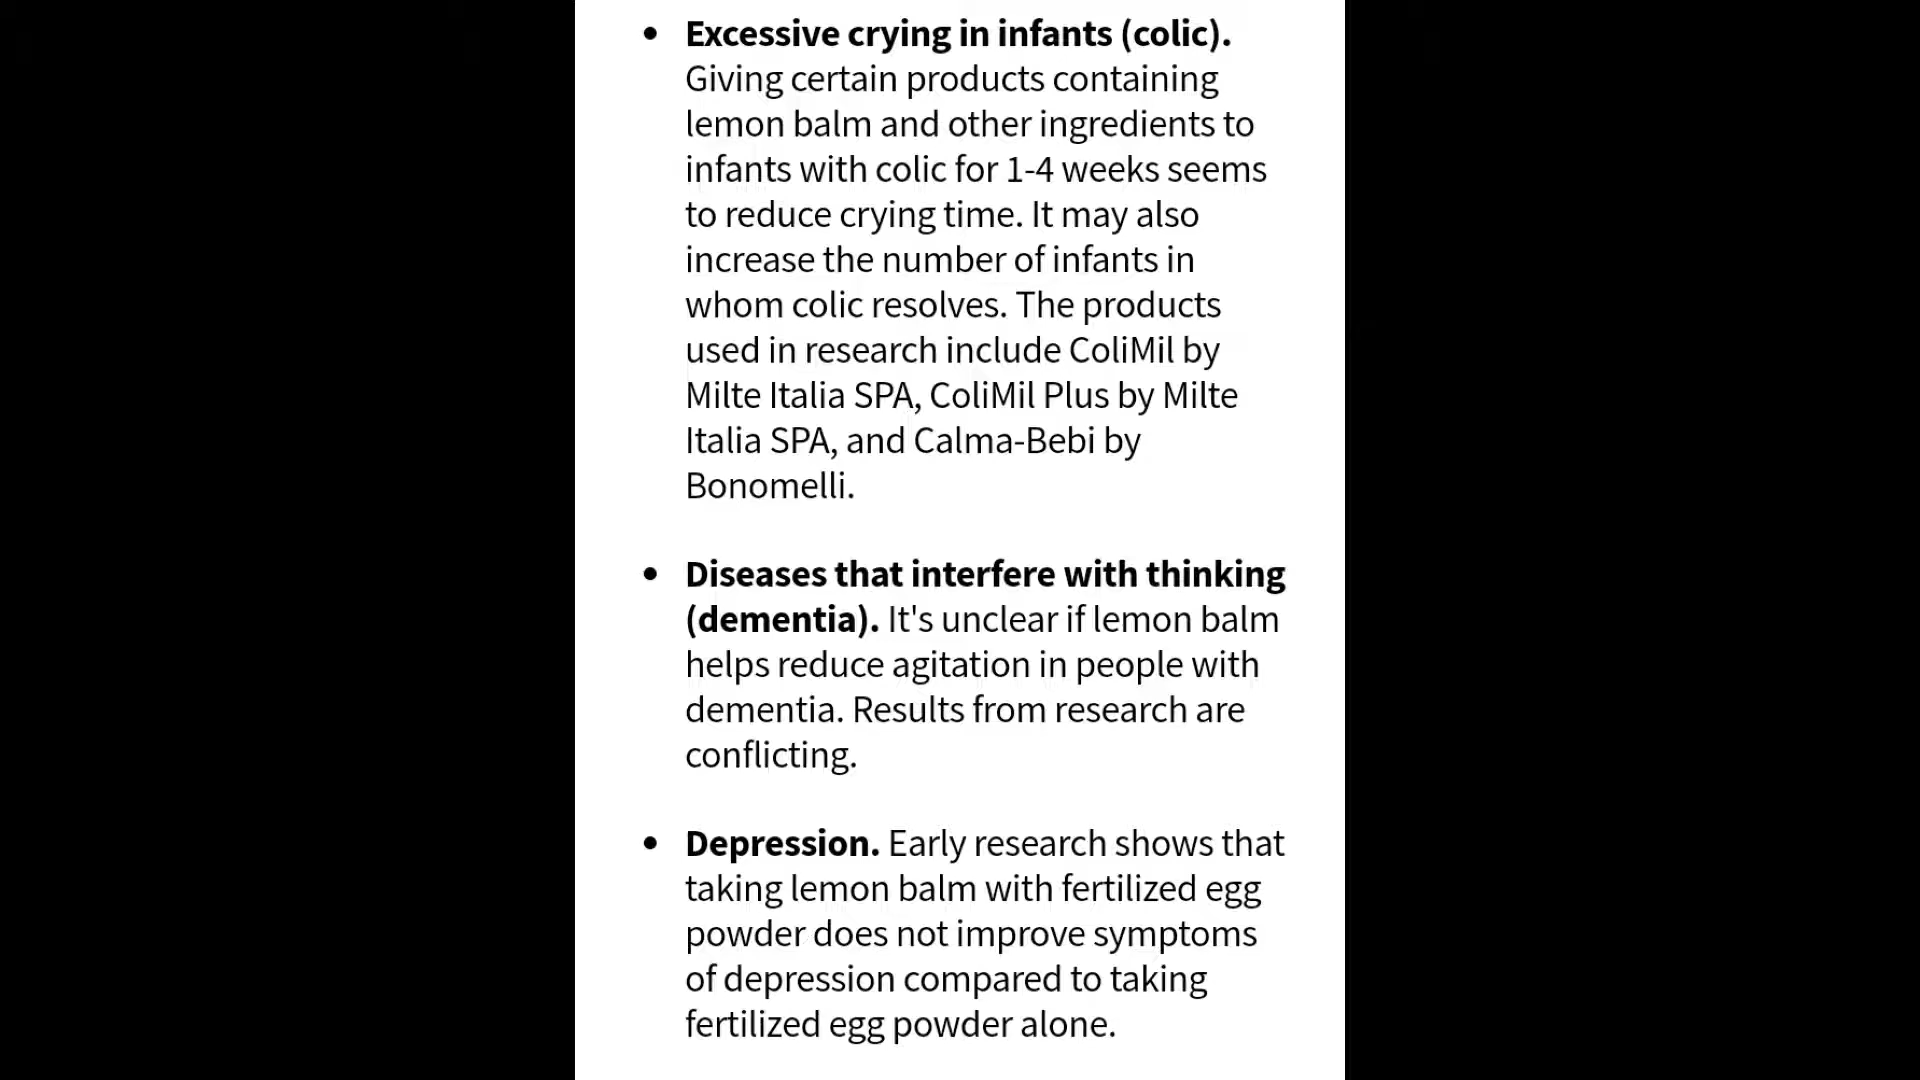 • Excessive crying in infants (colic).
Giving certain products containing
lemon balm and other ingredients to
infants with colic for 1-4 weeks seems
to reduce crying time. It may also
increase the number of infants in
whom colic resolves. The products
used in research include ColiMil by
Milte Italia SPA, ColiMil Plus by Milte
Italia SPA, and Calma-Bebi by
Bonomelli.
• Diseases that interfere with thinking
(dementia). It's unclear if lemon balm
helps reduce agitation in people with
dementia. Results from research are
conflicting.
• Depression. Early research shows that
taking lemon balm with fertilized egg
powder does not improve symptoms
of depression compared to taking
fertilized egg powder alone.